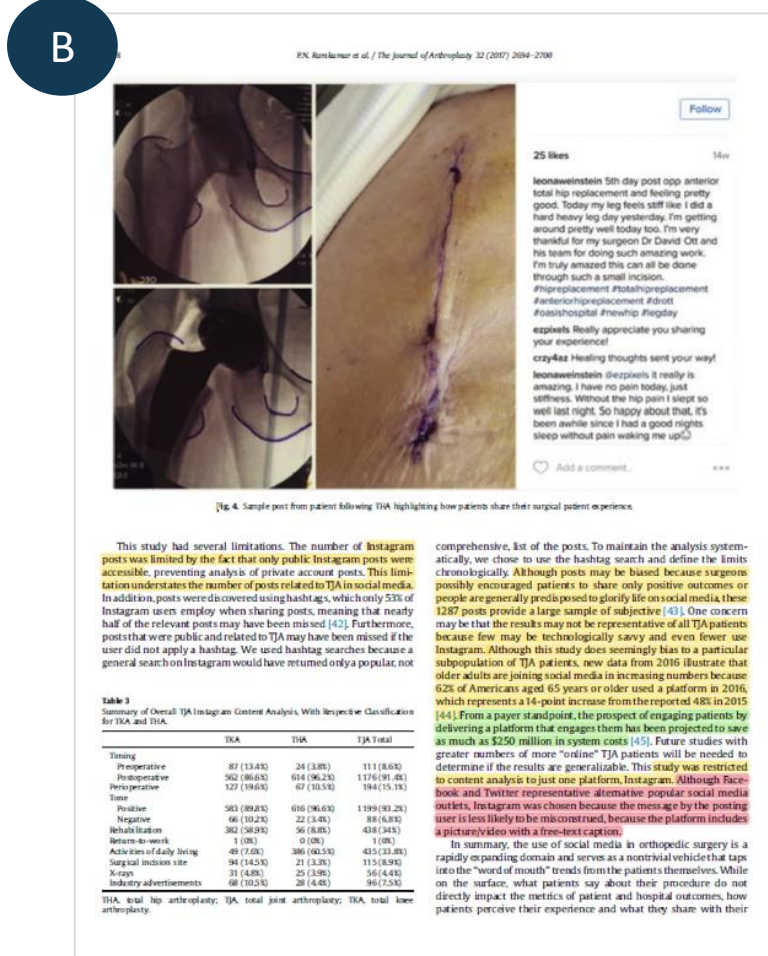 B
8
P.N. Ramkumar et al. / The Journal of Arthroplasty 32 (2017) 2694–2700
Follow
25 likes
14w
leonaweinstein 5th day post opp anterior
total hip replacement and feeling pretty
good. Today my leg feels stiff like I did a
hard heavy leg day yesterday. I'm getting
around pretty well today too. I'm very
thankful for my surgeon Dr David Ott and
his team for doing such amazing work.
I'm truly amazed this can all be done
through such a small incision.
#hipreplacement #totalhipreplacement
#anteriorhipreplacement #drott
#oasishospital #newhip #legday
ezpixels Really appreciate you sharing
your experience!
crzy4az Healing thoughts sent your way!
leonaweinstein @ezpixels it really is
amazing. I have no pain today, just
stiffness. Without the hip pain I slept so
well last night. So happy about that, it's
been awhile since I had a good nights
sleep without pain waking me up
Add a comment...
Fig. 4. Sample post from patient following THA highlighting how patients share their surgical patient experience.
This study had several limitations. The number of Instagram
posts was limited by the fact that only public Instagram posts were
accessible, preventing analysis of private account posts. This limi-
tation understates the number of posts related to TJA in social media.
In addition, posts were discovered using hashtags, which only 53% of
Instagram users employ when sharing posts, meaning that nearly
half of the relevant posts may have been missed [42]. Furthermore,
posts that were public and related to TJA may have been missed if the
user did not apply a hashtag. We used hashtag searches because a
general search on Instagram would have returned only a popular, not
Table 3
Summary of Overall TJA Instagram Content Analysis, With Respective Classification
for TKA and THA.
TKA THA TJA Total
Timing
Preoperative 87 (13.4%) 24 (3.8%) 111 (8.6%)
Postoperative 562 (86.6%) 614 (96.2%) 1176 (91.4%)
Perioperative 127 (19.6%) 67 (10.5%) 194 (15.1%)
Tone
Positive 583 (89.8%) 616 (96.6%) 1199 (93.2%)
Negative 66 (10.2%) 22 (3.4%) 88 (6.8%)
Rehabilitation 382 (58.9%) 56 (8.8%) 438 (34%)
Return-to-work 1 (0%) 0 (0%) 1 (0%)
Activities of daily living 49 (7.6%) 386 (60.5%) 435 (33.8%)
Surgical incision site 94 (14.5%) 21 (3.3%) 115 (8.9%)
X-rays 31 (4.8%) 25 (3.9%) 56 (4.4%)
Industry advertisements 68 (10.5%) 28 (4.4%) 96 (7.5%)
THA, total hip arthroplasty; TJA, total joint arthroplasty; TKA, total knee
arthroplasty.
comprehensive, list of the posts. To maintain the analysis system-
atically, we chose to use the hashtag search and define the limits
chronologically. Although posts may be biased because surgeons
possibly encouraged patients to share only positive outcomes or
people are generally predisposed to glorify life on social media, these
1287 posts provide a large sample of subjective [43]. One concern
may be that the results may not be representative of all TJA patients
because few may be technologically savvy and even fewer use
Instagram. Although this study does seemingly bias to a particular
subpopulation of TJA patients, new data from 2016 illustrate that
older adults are joining social media in increasing numbers because
62% of Americans aged 65 years or older used a platform in 2016,
which represents a 14-point increase from the reported 48% in 2015
[44]. From a payer standpoint, the prospect of engaging patients by
delivering a platform that engages them has been projected to save
as much as $250 million in system costs [45]. Future studies with
greater numbers of more "online" TJA patients will be needed to
determine if the results are generalizable. This study was restricted
to content analysis to just one platform, Instagram. Although Face-
book and Twitter representative alternative popular social media
outlets, Instagram was chosen because the message by the posting
user is less likely to be misconstrued, because the platform includes
a picture/video with a free-text caption.
In summary, the use of social media in orthopedic surgery is a
rapidly expanding domain and serves as a nontrivial vehicle that taps
into the "word of mouth" trends from the patients themselves. While
on the surface, what patients say about their procedure do not
directly impact the metrics of patient and hospital outcomes, how
patients perceive their experience and what they share with their